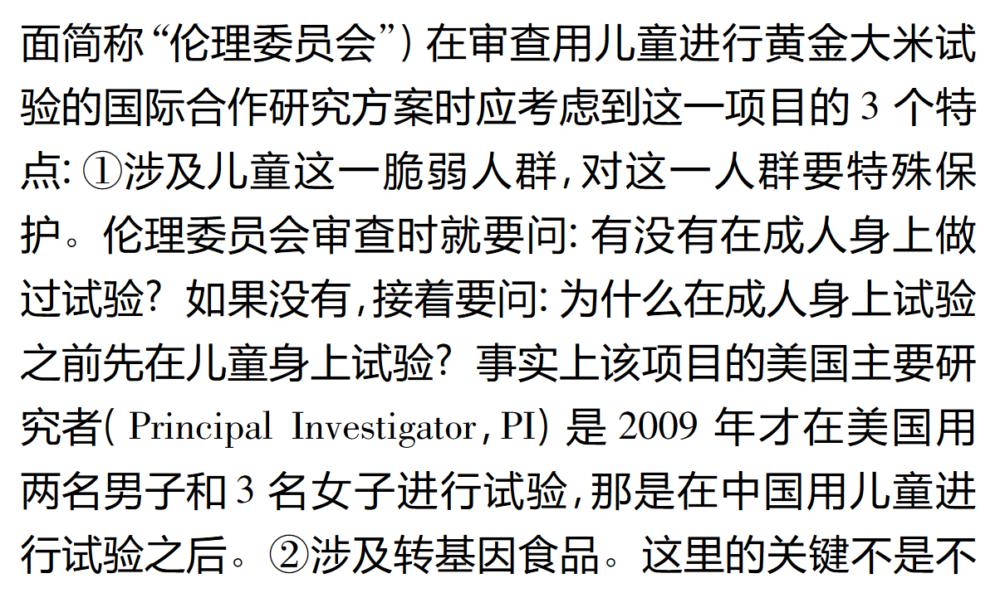 面简称“伦理委员会”) 在审查用儿童进行黄金大米试
验的国际合作研究方案时应考虑到这一项目的 3 个特
点: ①涉及儿童这一脆弱人群,对这一人群要特殊保
护。伦理委员会审查时就要问: 有没有在成人身上做
过试验? 如果没有,接着要问: 为什么在成人身上试验
之前先在儿童身上试验? 事实上该项目的美国主要研
究者( Principal Investigator, PI) 是 2009 年才在美国用
两名男子和 3 名女子进行试验,那是在中国用儿童进
行试验之后。②涉及转基因食品。这里的关键不是不